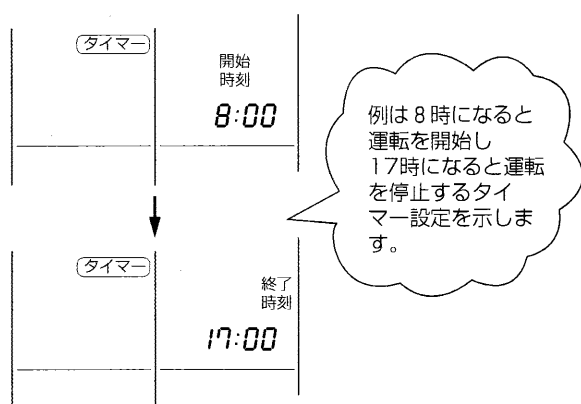 タイマー
開始
時刻
8:00
例は8時になると
運転を開始し
17時になると運転
を停止するタイ
マー設定を示しま
す。
タイマー
終了
時刻
17:00